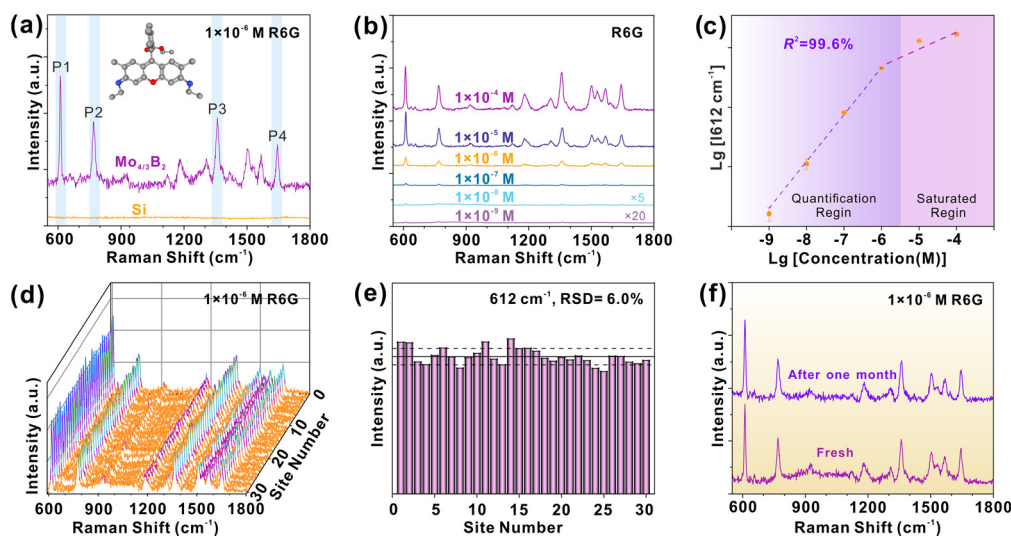 (a)
1×10⁻⁶ M R6G
P1
P2
P3
P4
Mo₄/₃B₂
Si
Intensity (a.u.)
600 900 1200 1500 1800
Raman Shift (cm⁻¹)
(b)
R6G
1×10⁻⁴ M
1×10⁻⁵ M
1×10⁻⁶ M
1×10⁻⁷ M
1×10⁻⁸ M
×5
1×10⁻⁹ M
×20
Intensity (a.u.)
600 900 1200 1500 1800
Raman Shift (cm⁻¹)
(c)
R²=99.6%
Quantification
Regin
Saturated
Regin
Lg [I612 cm⁻¹)
-9 -8 -7 -6 -5 -4
Lg [Concentration(M)]
(d)
1×10⁻⁶ M R6G
Intensity (a.u.)
600 900 1200 1500 1800
Raman Shift (cm⁻¹)
0
10
20
30
Site Number
(e)
612 cm⁻¹, RSD= 6.0%
Intensity (a.u.)
0 5 10 15 20 25 30
Site Number
(f)
1×10⁻⁶ M R6G
After one month
Fresh
Intensity (a.u.)
600 900 1200 1500 1800
Raman Shift (cm⁻¹)